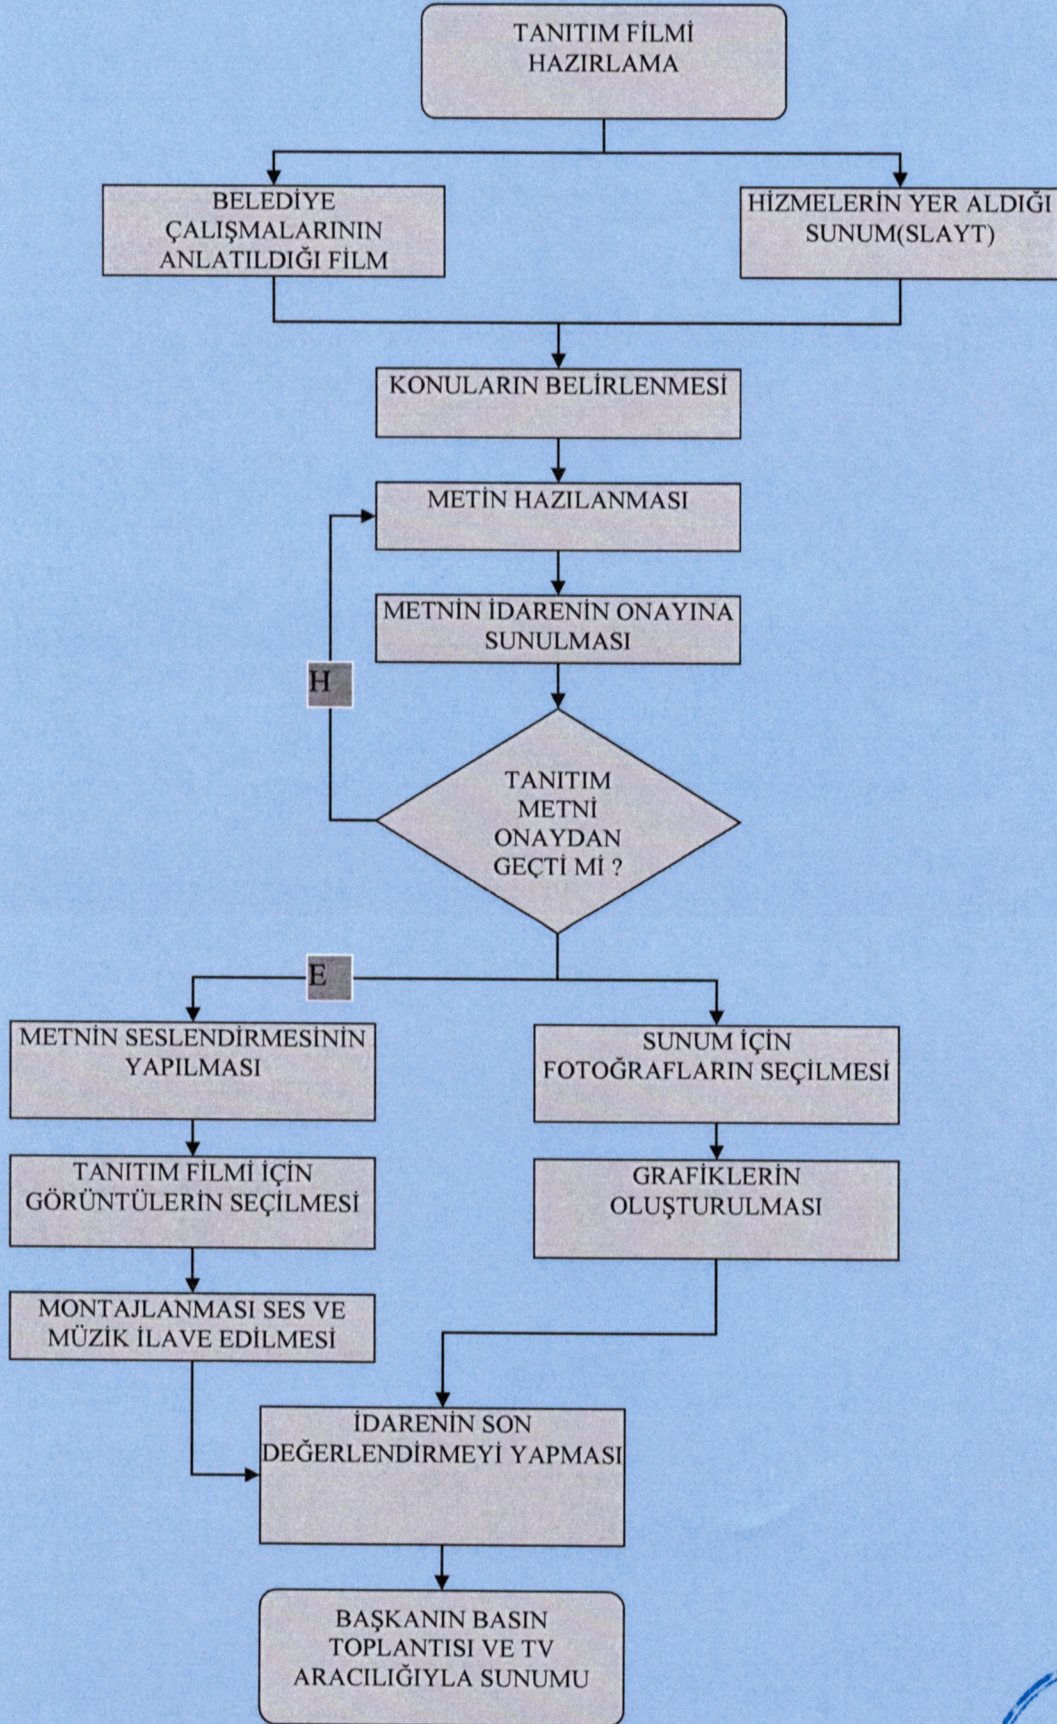 TANITIM FİLMİ
HAZIRLAMA
BELEDİYE
ÇALIŞMALARININ
ANLATILDIĞI FİLM
HİZMELERİN YER ALDIĞI
SUNUM(SLAYT)
KONULARIN BELİRLENMESİ
METİN HAZILANMASI
METNİN İDARENİN ONAYINA
SUNULMASI
H
TANITIM
METNİ
ONAYDAN
GEÇTİ Mİ ?
E
METNİN SESLENDİRMESİNİN
YAPILMASI
SUNUM İÇİN
FOTOĞRAFLARIN SEÇİLMESİ
TANITIM FİLMİ İÇİN
GÖRÜNTÜLERİN SEÇİLMESİ
GRAFİKLERİN
OLUŞTURULMASI
MONTAJLANMASI SES VE
MÜZİK İLAVE EDİLMESİ
İDARENİN SON
DEĞERLENDİRMEYİ YAPMASI
BAŞKANIN BASIN
TOPLANTISI VE TV
ARACILIĞIYLA SUNUMU